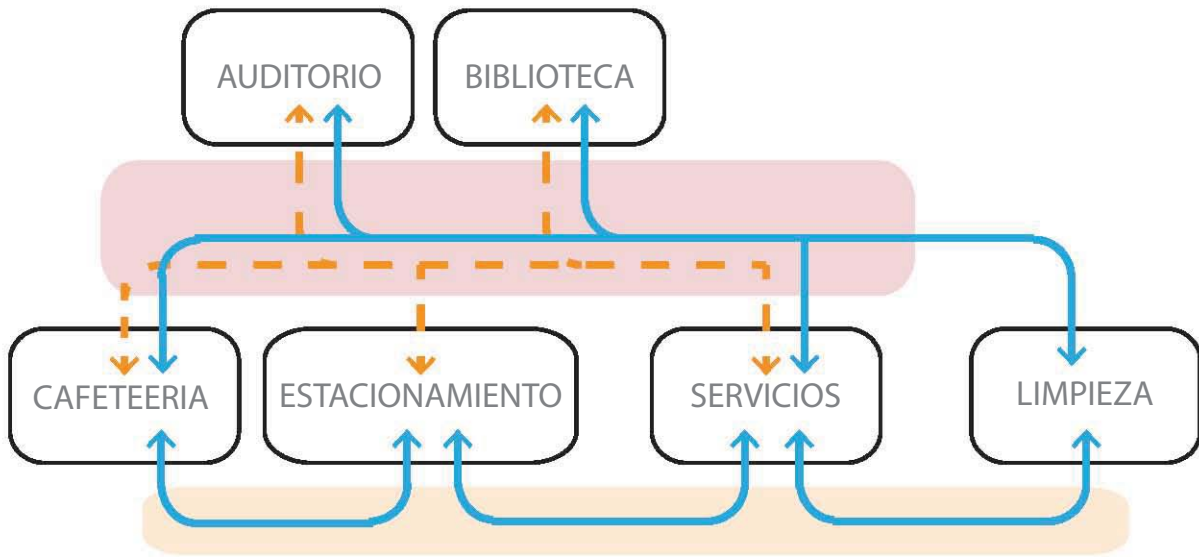 AUDITORIO
BIBLIOTECA
CAFETEERIA
ESTACIONAMIENTO
SERVICIOS
LIMPIEZA